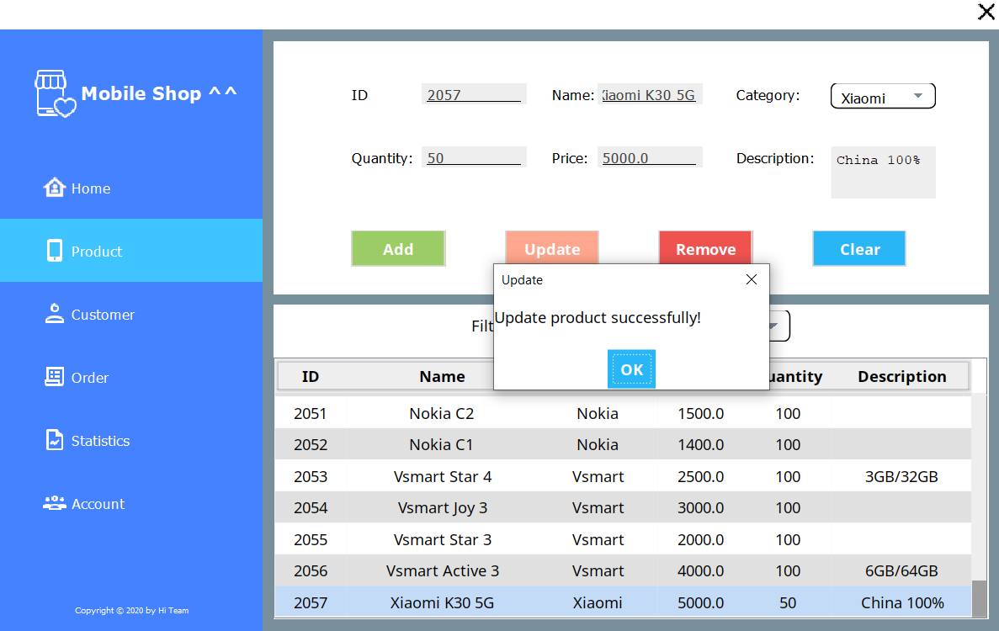 Mobile Shop ^^
Home
Product
Customer
Order
Statistics
Account
Copyright © 2020 by Hi Team
ID 2057 Name: Xiaomi K30 5G Category: Xiaomi
Quantity: 50 Price: 5000.0 Description: China 100%
Add Update Remove Clear
Update
Update product successfully!
OK
Filt
ID Name uantity Description
2051 Nokia C2 Nokia 1500.0 100
2052 Nokia C1 Nokia 1400.0 100
2053 Vsmart Star 4 Vsmart 2500.0 100 3GB/32GB
2054 Vsmart Joy 3 Vsmart 3000.0 100
2055 Vsmart Star 3 Vsmart 2000.0 100
2056 Vsmart Active 3 Vsmart 4000.0 100 6GB/64GB
2057 Xiaomi K30 5G Xiaomi 5000.0 50 China 100%